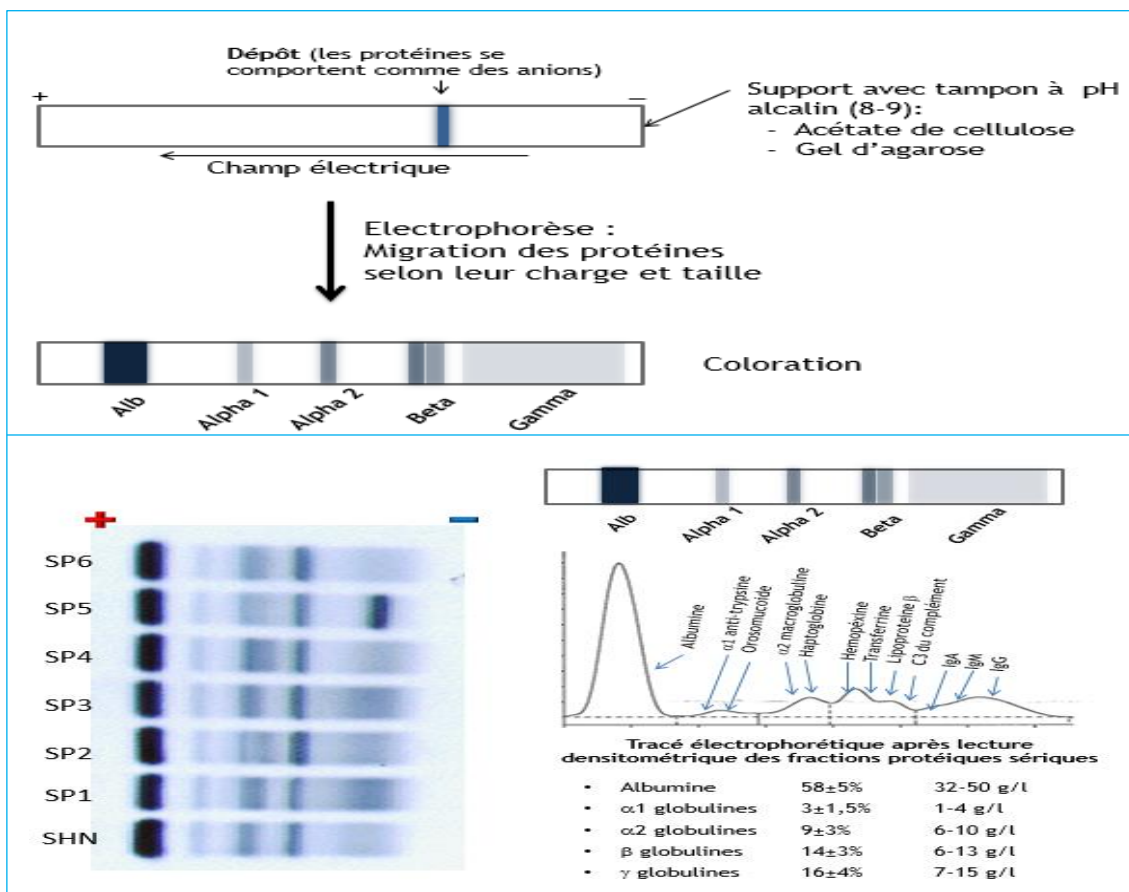 Dépôt (les protéines se
comportent comme des anions)
+
–
Support avec tampon à pH
alcalin (8-9):
- Acétate de cellulose
- Gel d'agarose
Champ électrique
Electrophorèse :
Migration des protéines
selon leur charge et taille
Coloration
Alb
Alpha 1
Alpha 2
Beta
Gamma
+
–
SP6
SP5
SP4
SP3
SP2
SP1
SHN
Alb
Alpha 1
Alpha 2
Beta
Gamma
Albumine
α1 anti-trypsine
Orosomucoide
α2 macroglobuline
Haptoglobine
Hemopéxine
Transferrine
Lipoproteine β
C3 du complément
IgA
IgM
IgG
Tracé électrophorétique après lecture
densitométrique des fractions protéiques sériques
• Albumine 58±5% 32-50 g/l
• α1 globulines 3±1,5% 1-4 g/l
• α2 globulines 9±3% 6-10 g/l
• β globulines 14±3% 6-13 g/l
• γ globulines 16±4% 7-15 g/l